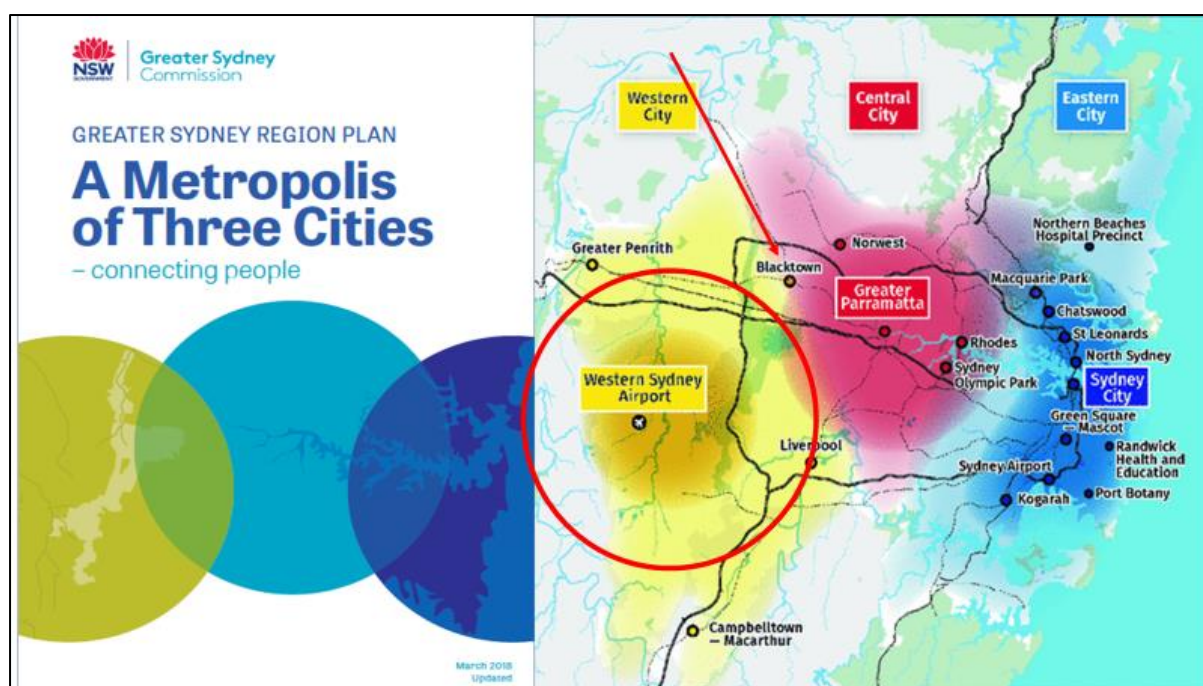 NSW
GOVERNMENT
Greater Sydney
Commission
GREATER SYDNEY REGION PLAN
A Metropolis
of Three Cities
– connecting people
March 2018
Updated
Western
City
Central
City
Eastern
City
Northern Beaches
Hospital Precinct
Norwest
Greater Penrith
Blacktown
Macquarie Park
Greater
Parramatta
Chatswood
St Leonards
Rhodes
North Sydney
Sydney
Olympic Park
Sydney
City
Western Sydney
Airport
Green Square
— Mascot
Liverpool
Randwick
Health and
Education
Sydney Airport
Kogarah
Port Botany
Campbelltown
— Macarthur